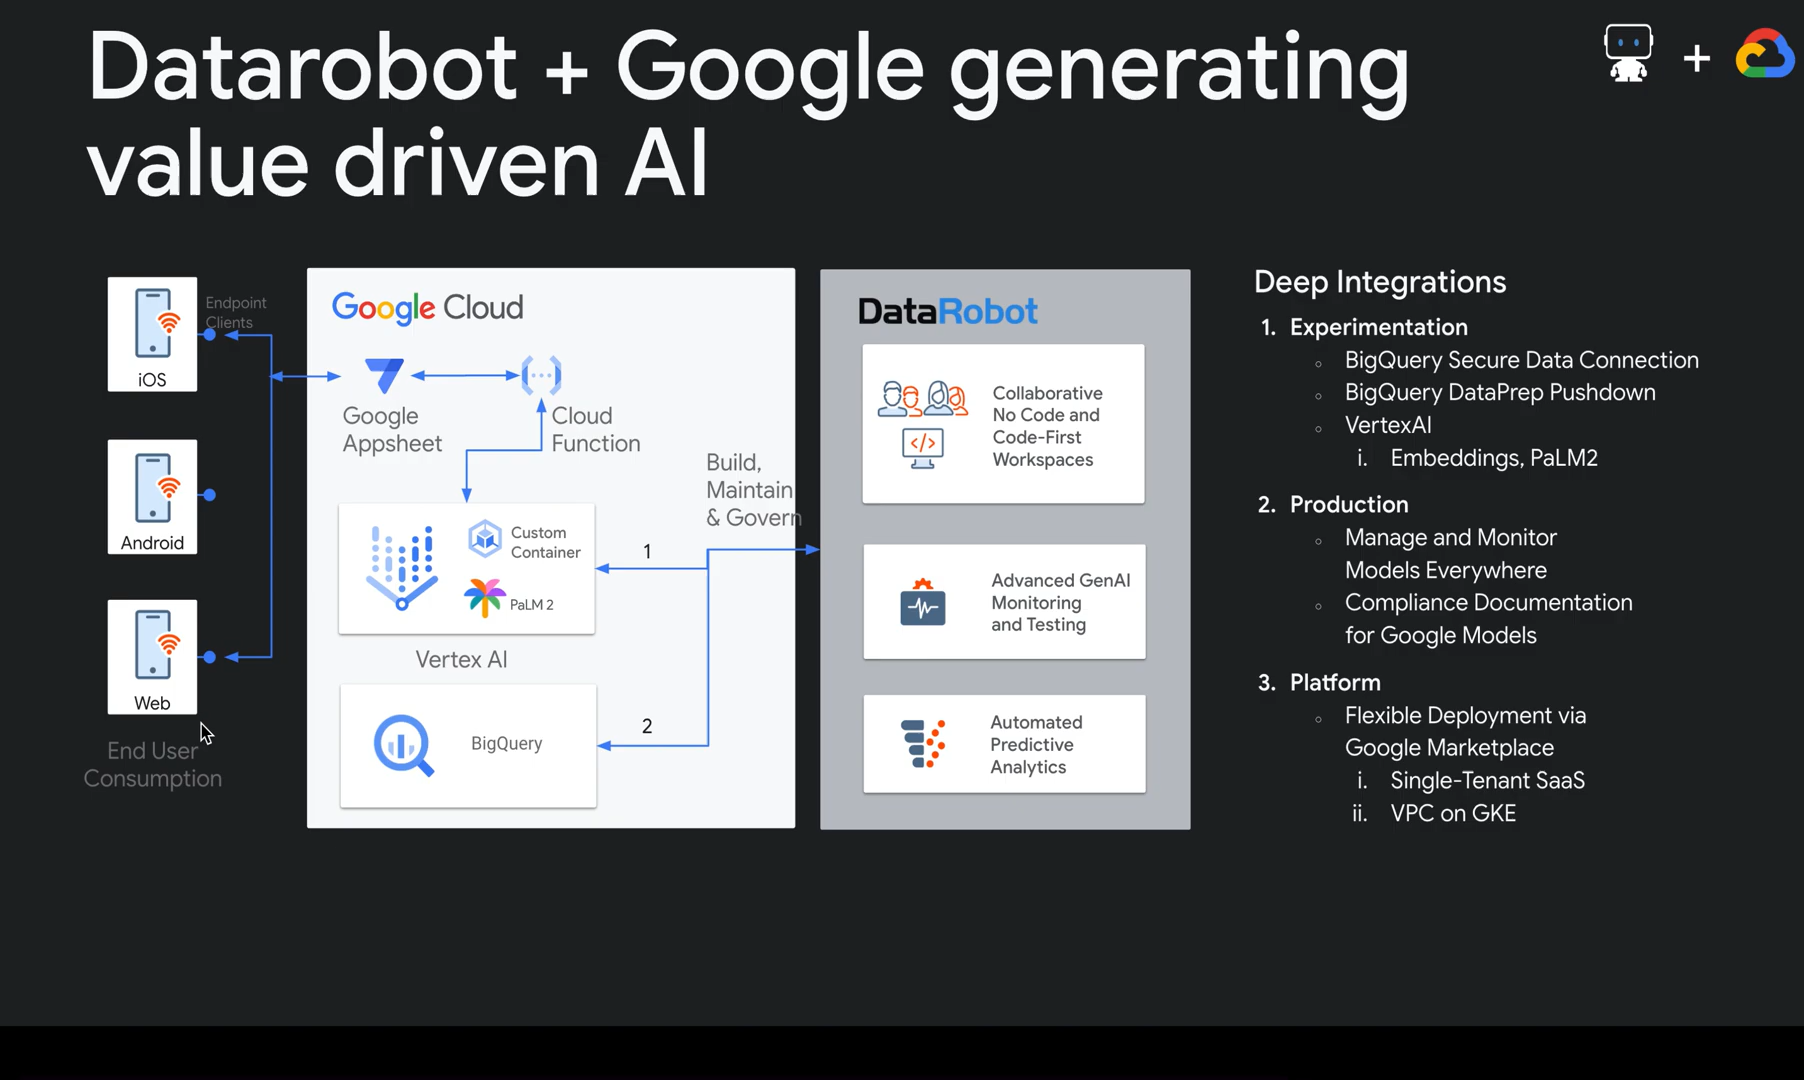 Datarobot + Google generating
value driven AI
+
iOS
Endpoint
Clients
Android
Web
End User
Consumption
Google Cloud
Google
Appsheet
Cloud
Function
Custom
Container
PaLM 2
Vertex AI
BigQuery
Build,
Maintain
& Govern
1
2
DataRobot
Collaborative
No Code and
Code-First
Workspaces
Advanced GenAI
Monitoring
and Testing
Automated
Predictive
Analytics
Deep Integrations
1. Experimentation
○ BigQuery Secure Data Connection
○ BigQuery DataPrep Pushdown
○ VertexAI
i. Embeddings, PaLM2
2. Production
○ Manage and Monitor
Models Everywhere
○ Compliance Documentation
for Google Models
3. Platform
○ Flexible Deployment via
Google Marketplace
i. Single-Tenant SaaS
ii. VPC on GKE